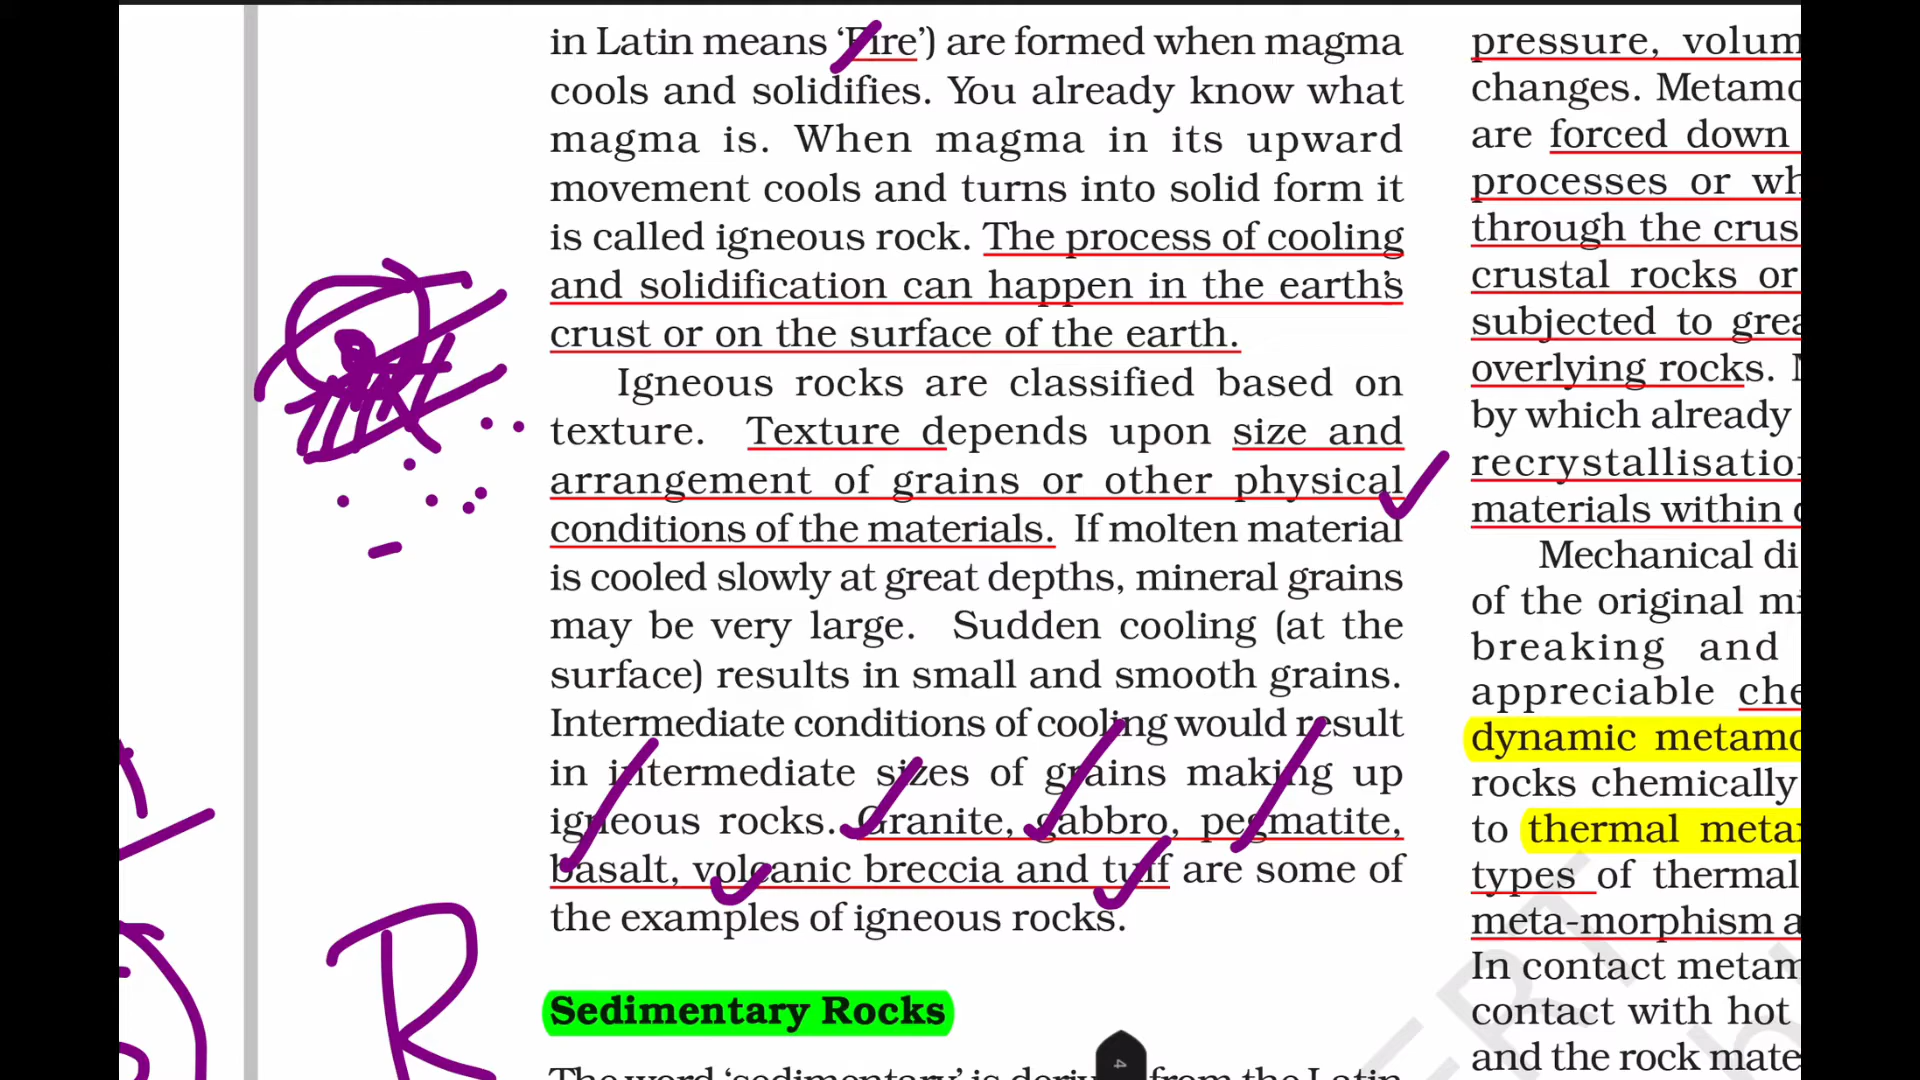 in Latin means ‘Fire’) are formed when magma
cools and solidifies. You already know what
magma is. When magma in its upward
movement cools and turns into solid form it
is called igneous rock. The process of cooling
and solidification can happen in the earth’s
crust or on the surface of the earth.
Igneous rocks are classified based on
texture. Texture depends upon size and
arrangement of grains or other physical
conditions of the materials. If molten material
is cooled slowly at great depths, mineral grains
may be very large. Sudden cooling (at the
surface) results in small and smooth grains.
Intermediate conditions of cooling would result
in intermediate sizes of grains making up
igneous rocks. Granite, gabbro, pegmatite,
basalt, volcanic breccia and tuff are some of
the examples of igneous rocks.
R
Sedimentary Rocks
The word ‘sedimentary’ is from the Latin
4
pressure, volum
changes. Metamo
are forced down
processes or wh
through the crus
crustal rocks or
subjected to grea
overlying rocks.
by which already
recrystallisatio
materials within
Mechanical di
of the original mi
breaking and
appreciable che
dynamic metamo
rocks chemically
to thermal meta
types of thermal
meta-morphism a
In contact metam
contact with hot
and the rock mate